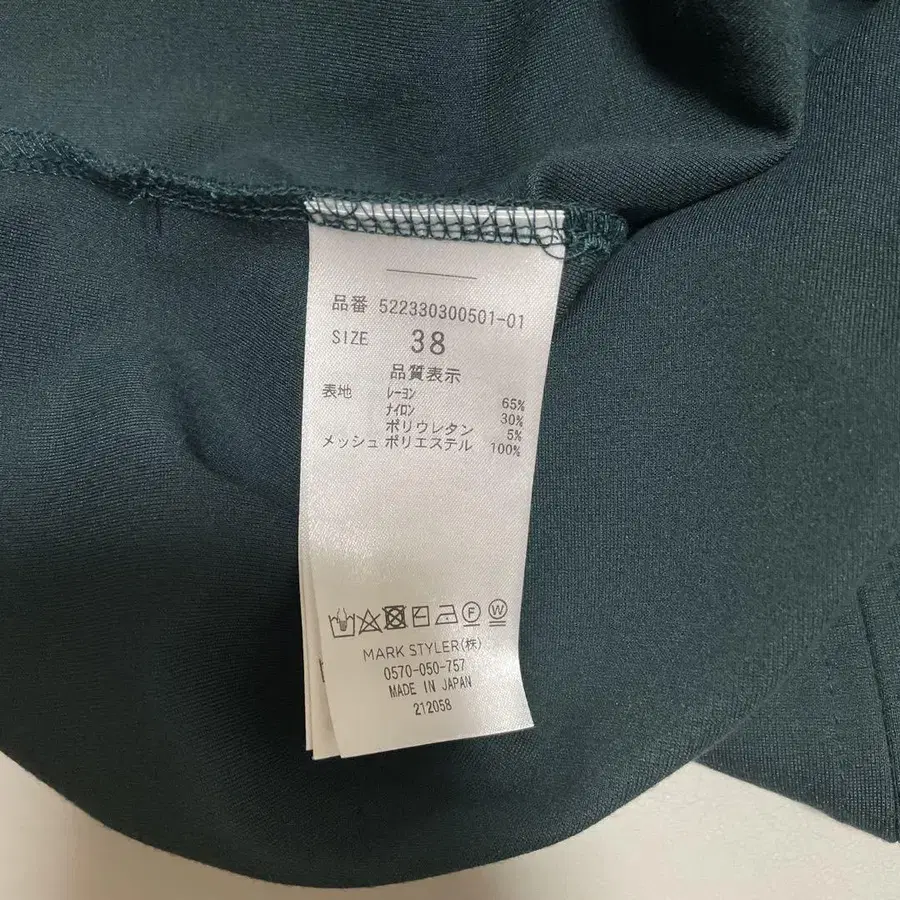 品番 522330300501-01
SIZE 38
品質表示
表地 レーヨン 65%
ナイロン 30%
ポリウレタン 5%
メッシュ ポリエステル 100%
F W
MARK STYLER(株)
0570-050-757
MADE IN JAPAN
212058